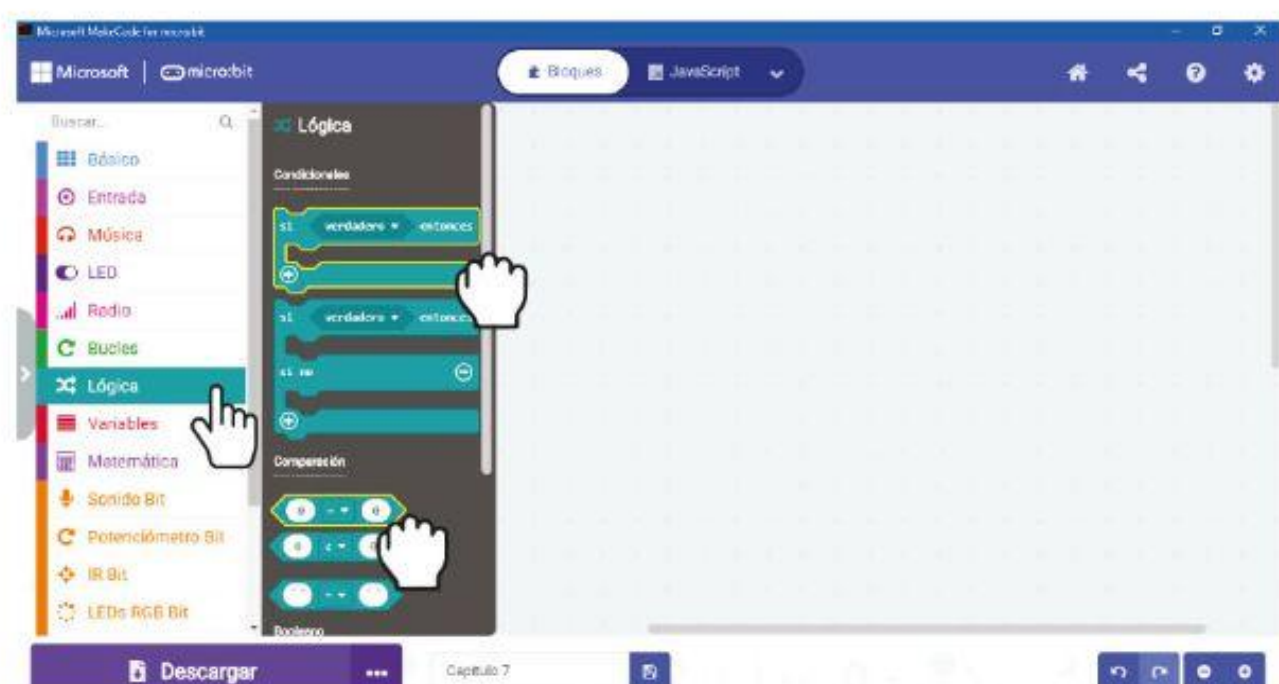 Microsoft MakeCode for micro:bit
Microsoft | micro:bit
Bloques
JavaScript
Buscar...
Básico
Entrada
Música
LED
Radio
Bucles
Lógica
Variables
Matemática
Sonido Bit
Potenciómetro Bit
IR Bit
LEDs RGB Bit
Lógica
Condicionales
si verdadero entonces
si verdadero entonces
si no
Comparación
0 = 0
0 <
Booleano
Descargar
Capítulo 7